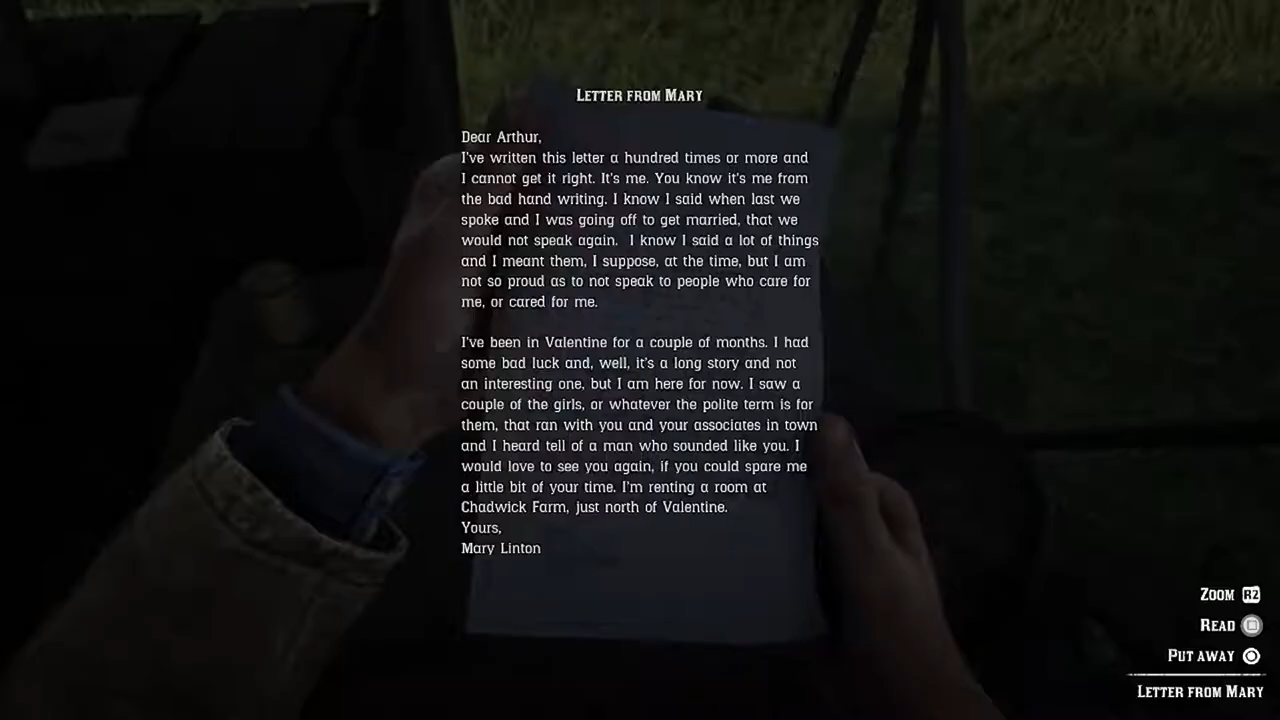 Letter from Mary
Dear Arthur,
I've written this letter a hundred times or more and
I cannot get it right. It's me. You know it's me from
the bad hand writing. I know I said when last we
spoke and I was going off to get married, that we
would not speak again.  I know I said a lot of things
and I meant them, I suppose, at the time, but I am
not so proud as to not speak to people who care for
me, or cared for me.
I've been in Valentine for a couple of months. I had
some bad luck and, well, it's a long story and not
an interesting one, but I am here for now. I saw a
couple of the girls, or whatever the polite term is for
them, that ran with you and your associates in town
and I heard tell of a man who sounded like you. I
would love to see you again, if you could spare me
a little bit of your time. I'm renting a room at
Chadwick Farm, just north of Valentine.
Yours,
Mary Linton
Zoom R2
Read
Put away
Letter from Mary